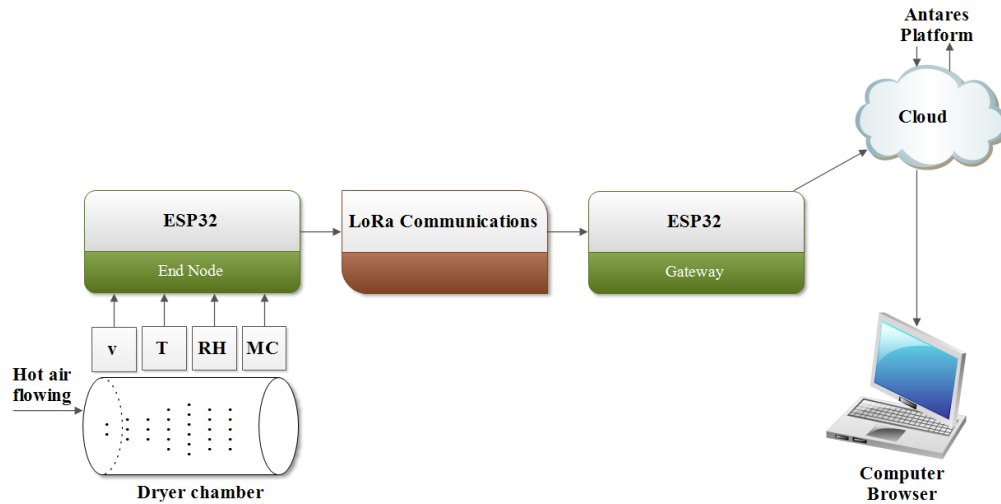 Antares
Platform
Cloud
ESP32
End Node
LoRa Communications
ESP32
Gateway
v
T
RH
MC
Hot air
flowing
Dryer chamber
Computer
Browser